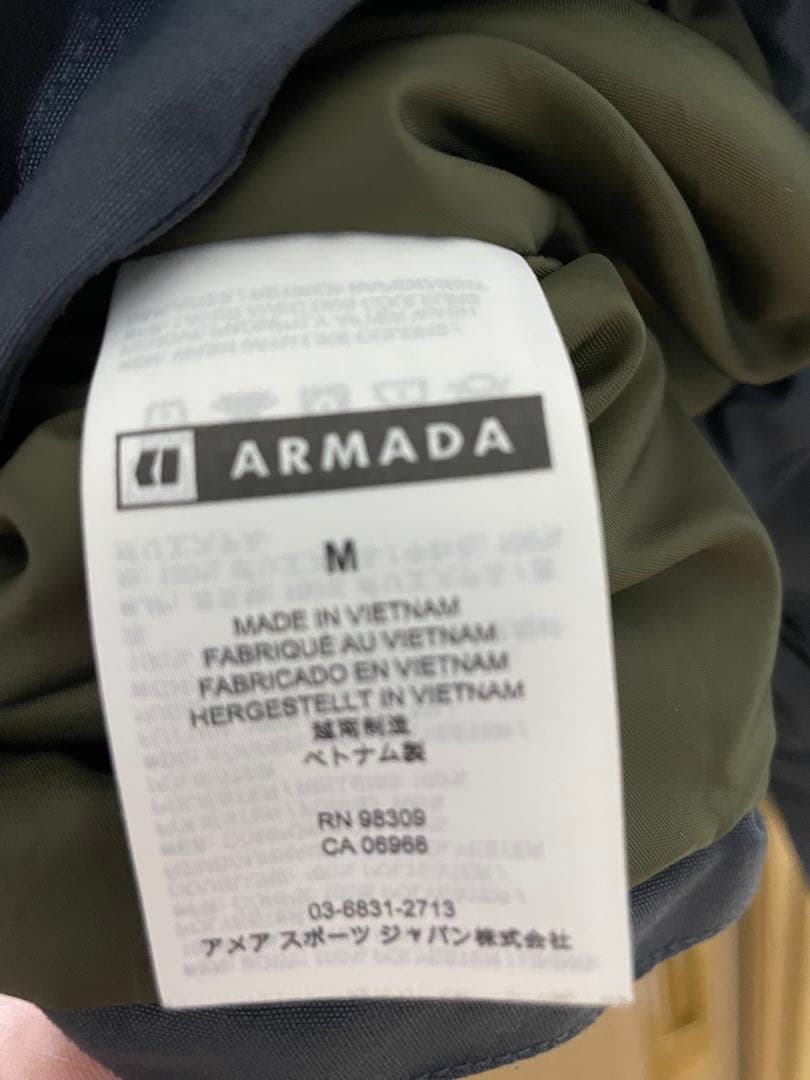 ARMADA
M
MADE IN VIETNAM
FABRIQUÉ AU VIETNAM
FABRICADO EN VIETNAM
HERGESTELLT IN VIETNAM
越南制造
ベトナム製
RN 98309
CA 06968
03-6831-2713
アメア スポーツ ジャパン株式会社